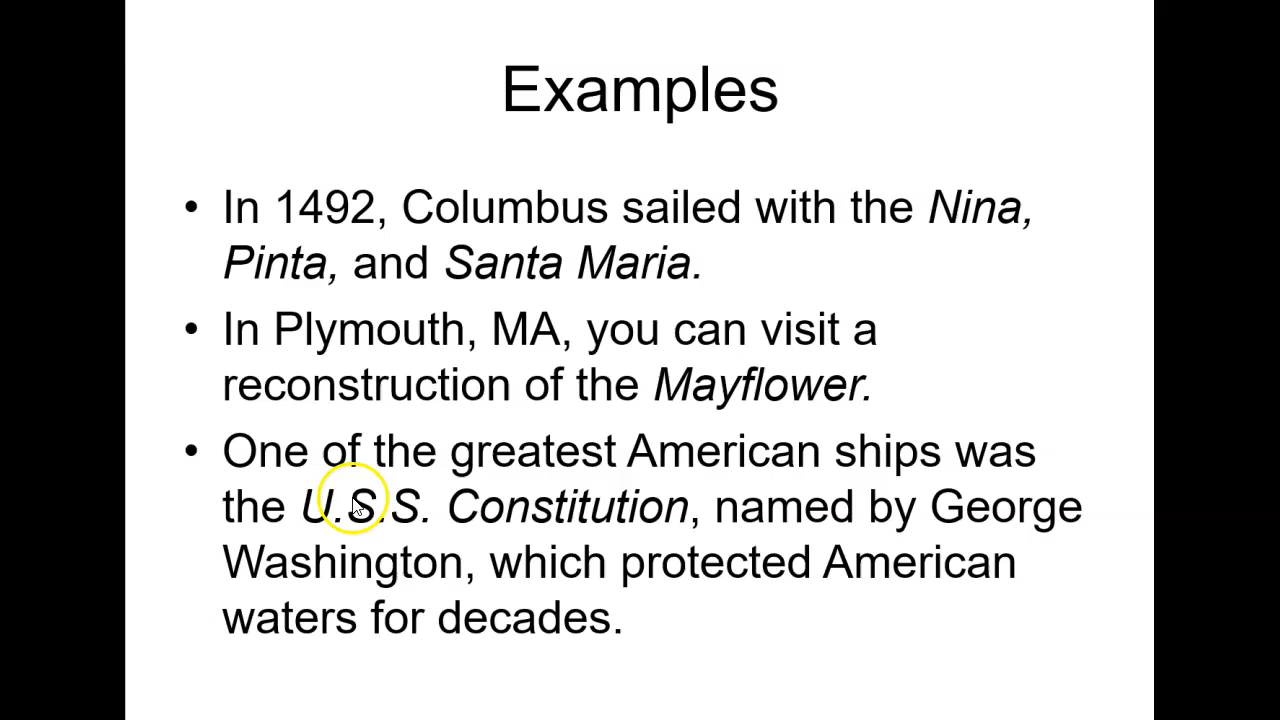 Examples
• In 1492, Columbus sailed with the Nina,
Pinta, and Santa Maria.
• In Plymouth, MA, you can visit a
reconstruction of the Mayflower.
• One of the greatest American ships was
the U.S.S. Constitution, named by George
Washington, which protected American
waters for decades.